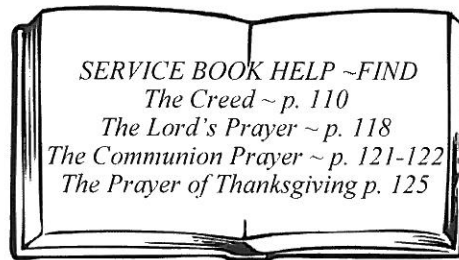 SERVICE BOOK HELP ~FIND
The Creed ~ p. 110
The Lord's Prayer ~ p. 118
The Communion Prayer ~ p. 121-122
The Prayer of Thanksgiving p. 125